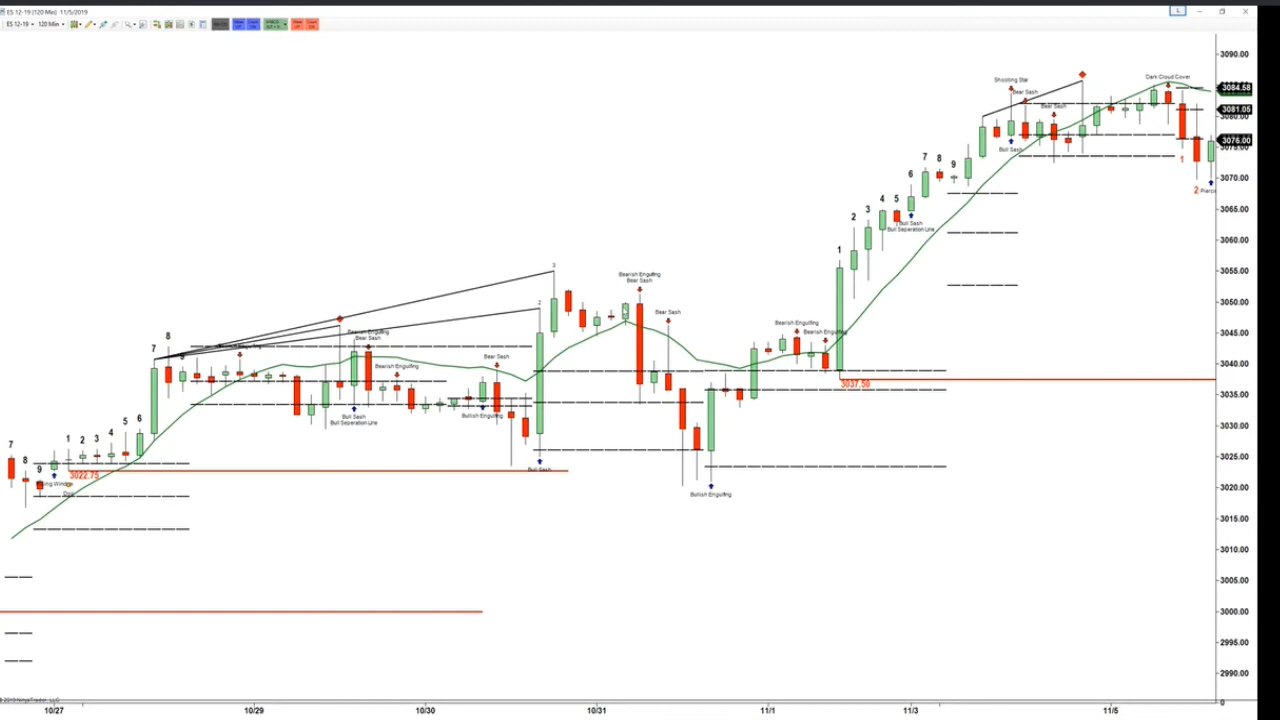 ES 12-19 (120 Min) 11/5/2019
ES 12-19
120 Min
L
3090.00
3084.58
3081.05
3080.00
3076.00
3075.00
3070.00
3065.00
3060.00
3055.00
3050.00
3045.00
3040.00
3035.00
3030.00
3025.00
3020.00
3015.00
3010.00
3005.00
3000.00
2995.00
2990.00
0
Shooting Star
Bear Sash
Bear Sash
Bull Sash
Dark Cloud Cover
1
2
1
2
3
4
5
6
7
8
9
Bull Sash
Bull Separation Line
Bearish Engulfing
Bearish Engulfing
3037.50
Bearish Engulfing
Bear Sash
Bear Sash
Bullish Engulfing
3
2
Bear Sash
Bullish Engulfing
Bull Sash
Bearish Engulfing
Bear Sash
Bearish Engulfing
Bull Sash
Bull Separation Line
7
8
9
1
2
3
4
5
6
7
8
3022.75
© 2019 NinjaTrader, LLC
10/27
10/29
10/30
10/31
11/1
11/3
11/5